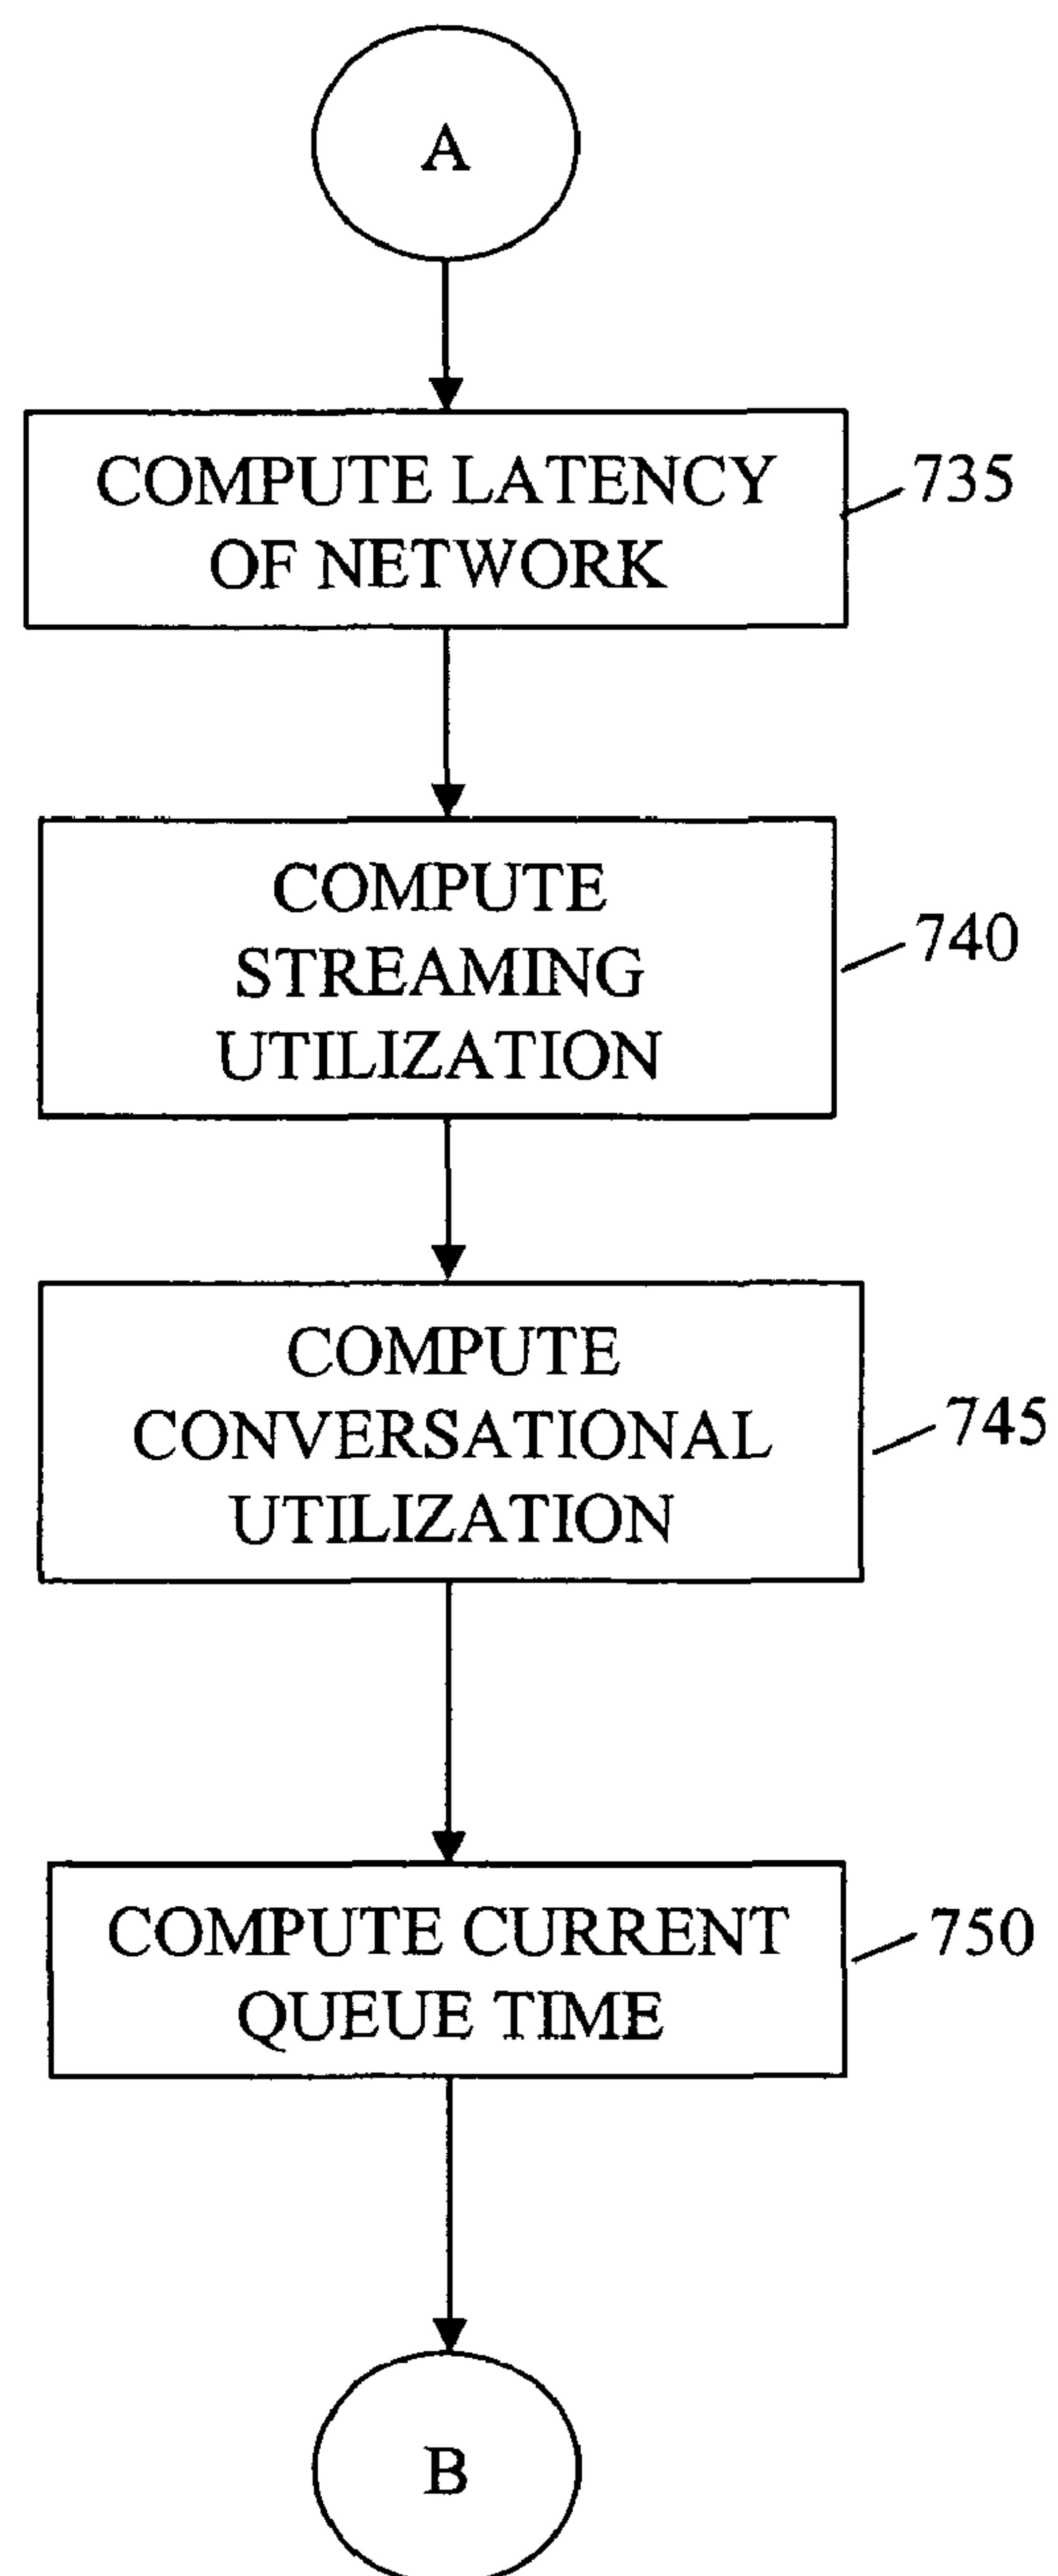 A
COMPUTE LATENCY
OF NETWORK
735
COMPUTE
STREAMING
UTILIZATION
740
COMPUTE
CONVERSATIONAL
UTILIZATION
745
COMPUTE CURRENT
QUEUE TIME
750
B